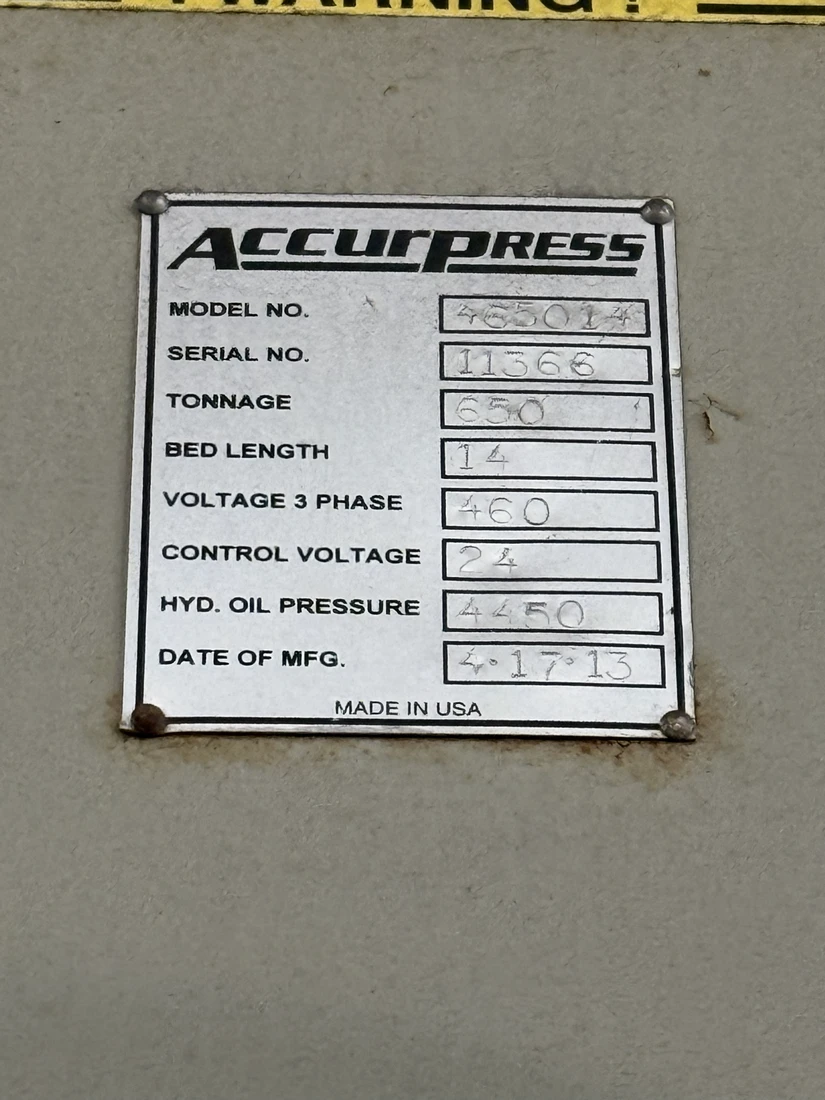 WARNING!
ACCURPRESS
MODEL NO. 465014
SERIAL NO. 11366
TONNAGE 650
BED LENGTH 14
VOLTAGE 3 PHASE 460
CONTROL VOLTAGE 24
HYD. OIL PRESSURE 4450
DATE OF MFG. 4·17·13
MADE IN USA